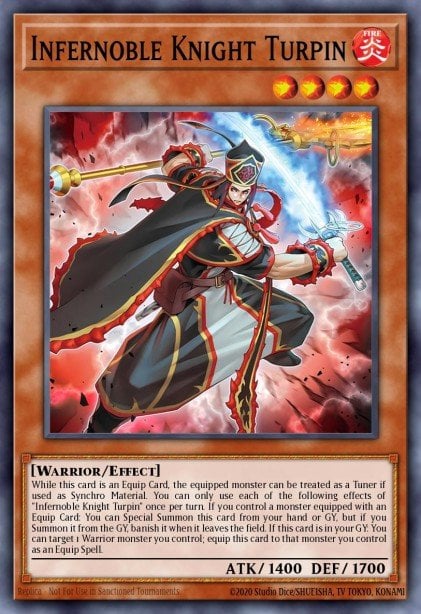 INFERNOBLE KNIGHT TURPIN
FIRE
炎
[WARRIOR/EFFECT]
While this card is an Equip Card, the equipped monster can be treated as a Tuner if
used as Synchro Material. You can only use each of the following effects of
"Infernoble Knight Turpin" once per turn. If you control a monster equipped with an
Equip Card: You can Special Summon this card from your hand or GY, but if you
Summon it from the GY, banish it when it leaves the field. If this card is in your GY: You
can target 1 Warrior monster you control; equip this card to that monster you control
as an Equip Spell.
ATK/1400 DEF/1700
Replica - Not For Use in Sanctioned Tournaments
©2020 Studio Dice/SHUEISHA, TV TOKYO, KONAMI